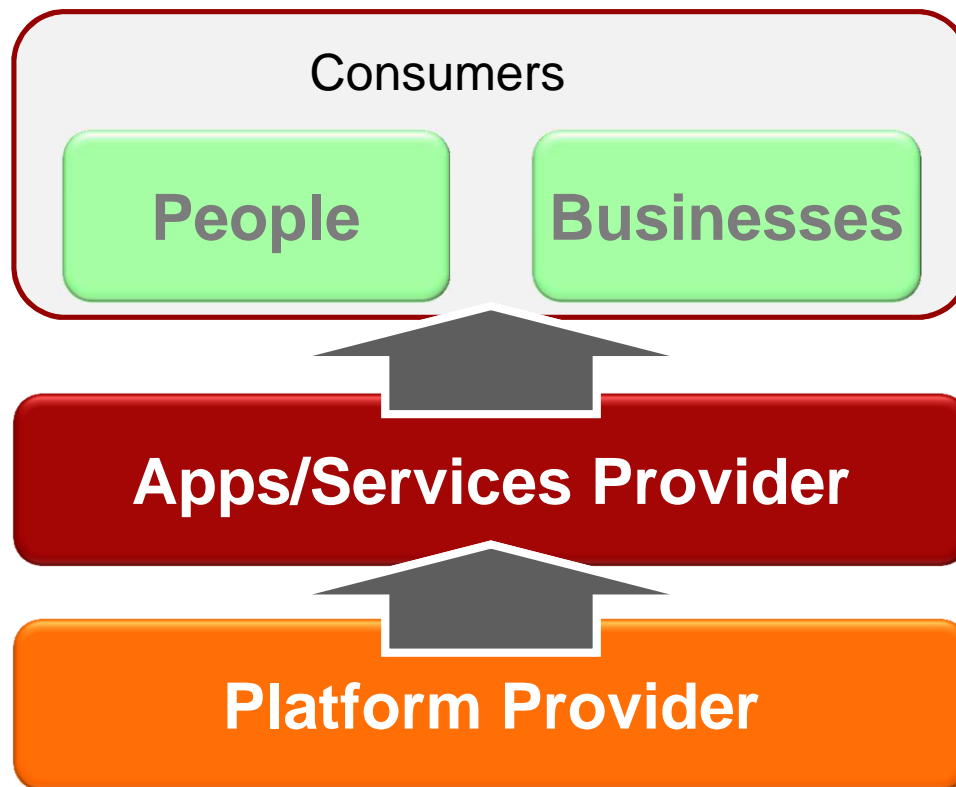 Consumers
People
Businesses
Apps/Services Provider
Platform Provider